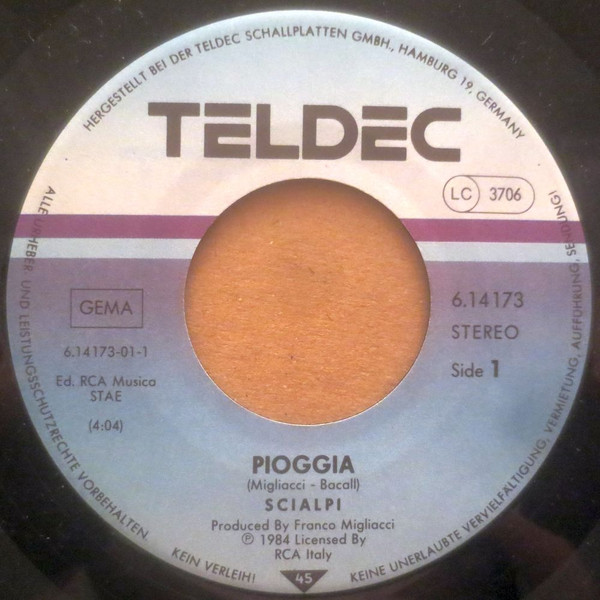 HERGESTELLT BEI DER TELDEC SCHALLPLATTEN GMBH., HAMBURG 19, GERMANY
TELDEC
LC 3706
ALLE URHEBER- UND LEISTUNGSSCHUTZRECHTE VORBEHALTEN.
KEIN VERLEIH!
KEINE UNERLAUBTE VERVIELFÄLTIGUNG, VERMIETUNG, AUFFÜHRUNG, SENDUNG!
GEMA
6.14173-01-1
Ed. RCA Musica
STAE
(4:04)
6.14173
STEREO
Side 1
PIOGGIA
(Migliacci - Bacall)
SCIALPI
Produced By Franco Migliacci
℗ 1984 Licensed By
RCA Italy
45